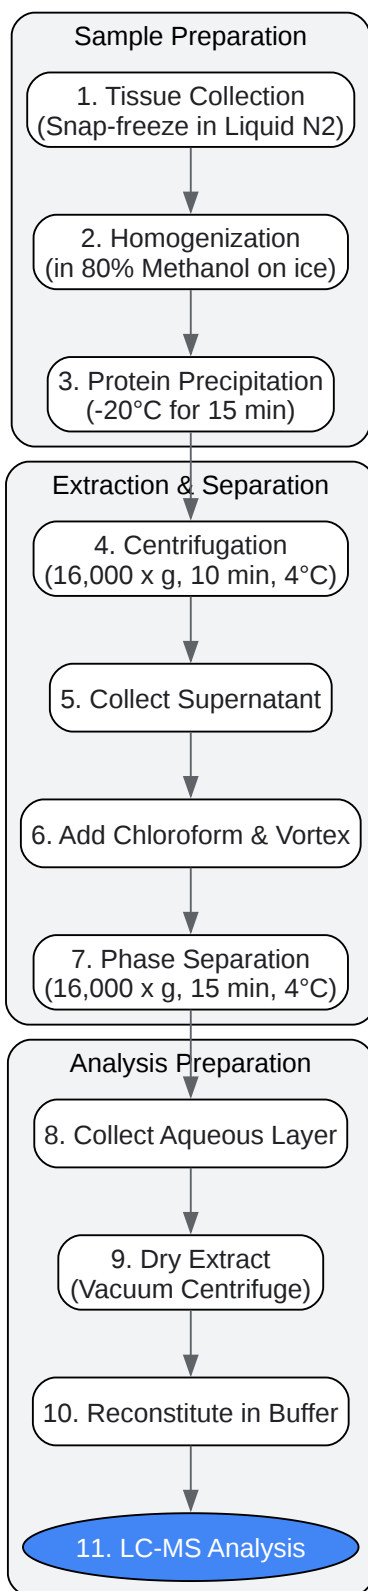 Sample Preparation
1. Tissue Collection
(Snap-freeze in Liquid N2)
2. Homogenization
(in 80% Methanol on ice)
3. Protein Precipitation
(-20°C for 15 min)
Extraction & Separation
4. Centrifugation
(16,000 x g, 10 min, 4°C)
5. Collect Supernatant
6. Add Chloroform & Vortex
7. Phase Separation
(16,000 x g, 15 min, 4°C)
Analysis Preparation
8. Collect Aqueous Layer
9. Dry Extract
(Vacuum Centrifuge)
10. Reconstitute in Buffer
11. LC-MS Analysis